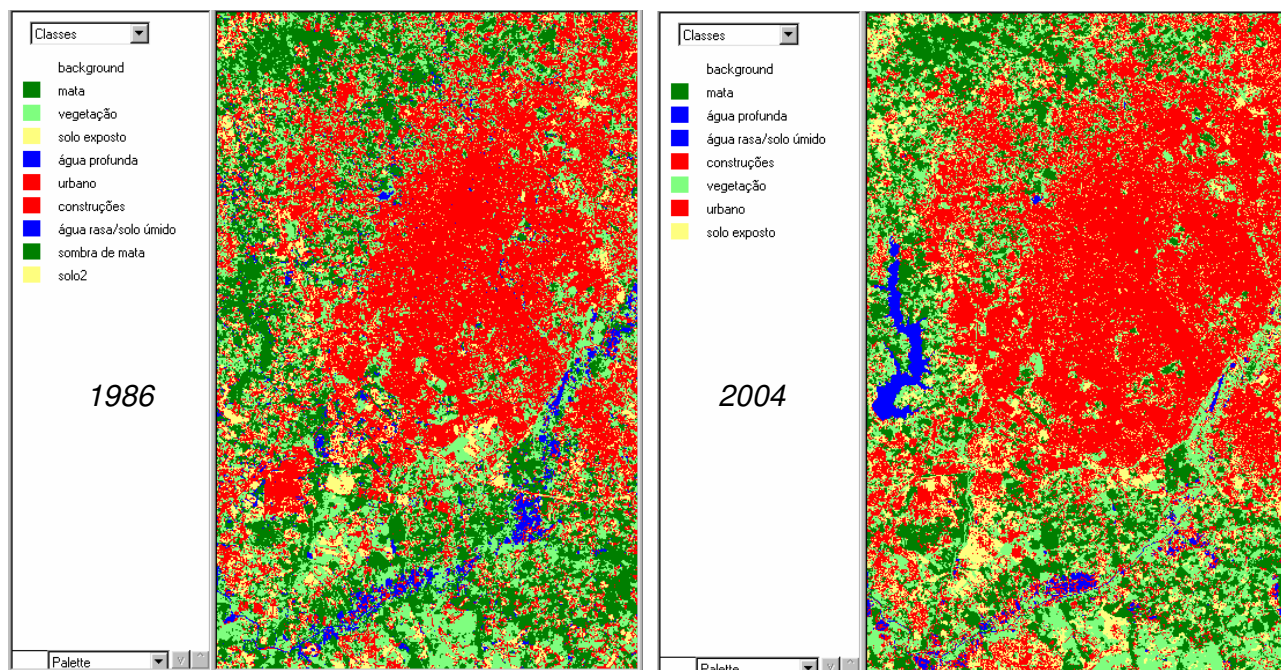 Classes
background
mata
vegetação
solo exposto
água profunda
urbano
construções
água rasa/solo úmido
sombra de mata
solo2
1986
Palette
Classes
background
mata
água profunda
água rasa/solo úmido
construções
vegetação
urbano
solo exposto
2004
Palette